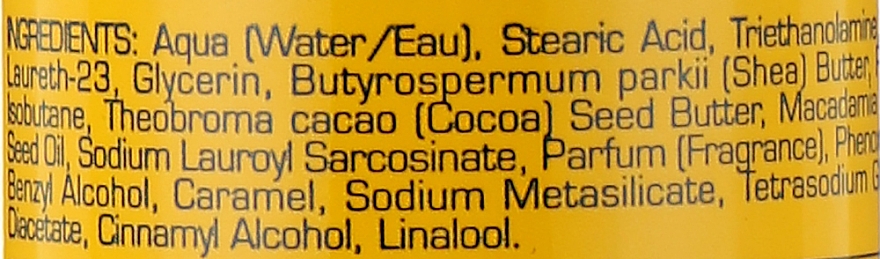 INGREDIENTS: Aqua (Water/Eau), Stearic Acid, Triethanolamine,
Laureth-23, Glycerin, Butyrospermum parkii (Shea) Butter,
Isobutane, Theobroma cacao (Cocoa) Seed Butter, Macadamia
Seed Oil, Sodium Lauroyl Sarcosinate, Parfum (Fragrance), Pheno
Benzyl Alcohol, Caramel, Sodium Metasilicate, Tetrasodium G
Diacetate, Cinnamyl Alcohol, Linalool.